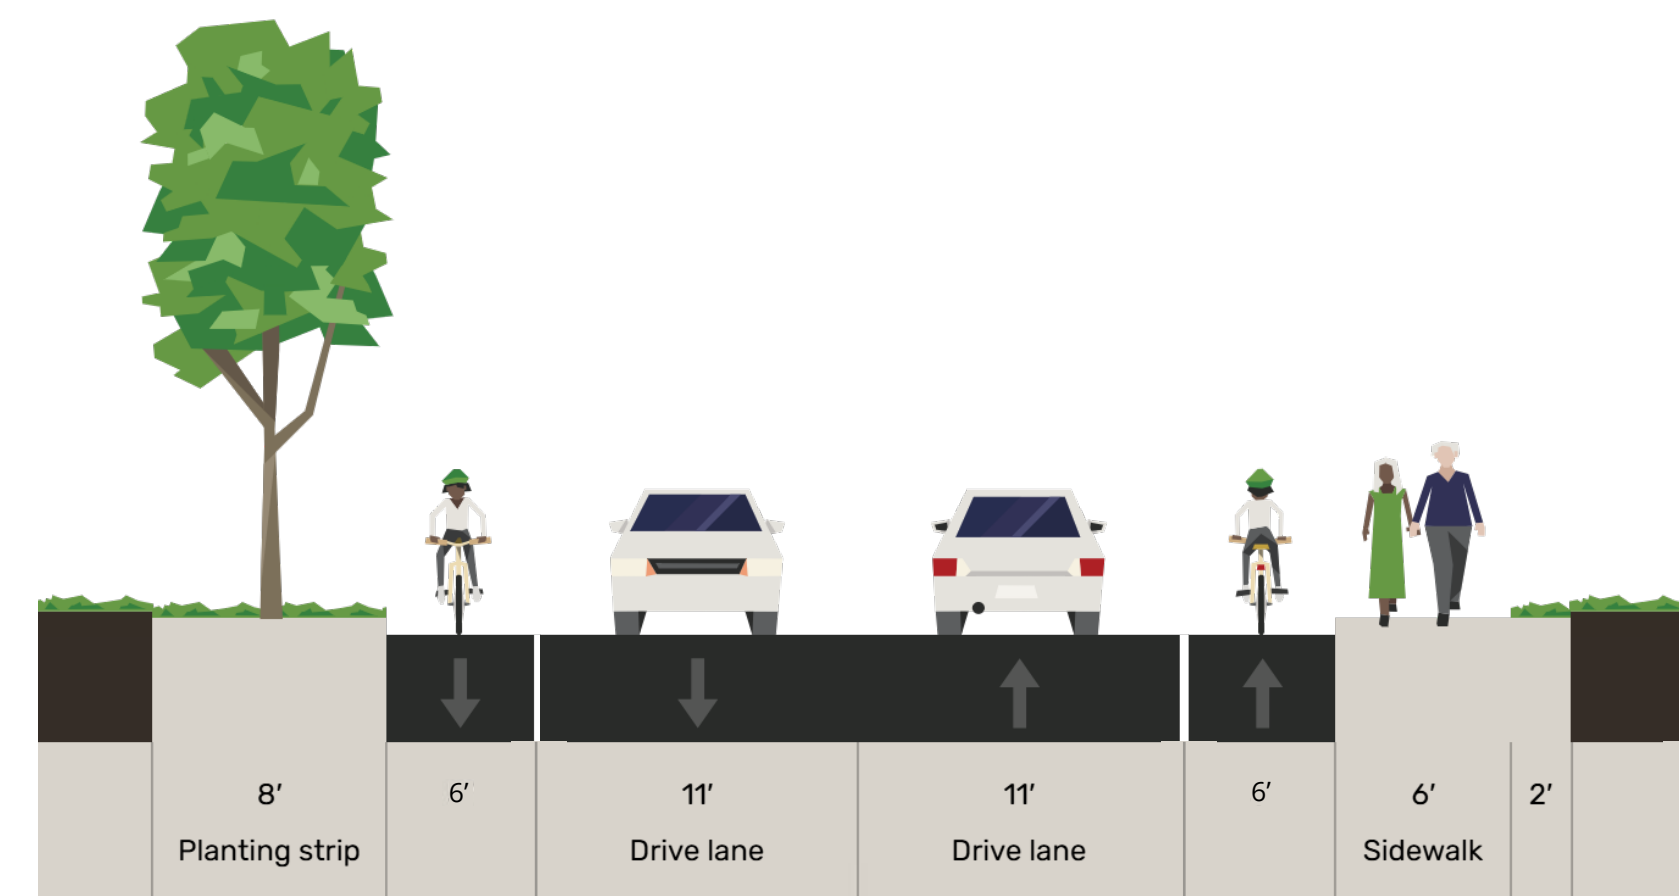 8′ 6′ 11′ 11′ 6′ 6′ 2′
Planting strip Drive lane Drive lane Sidewalk